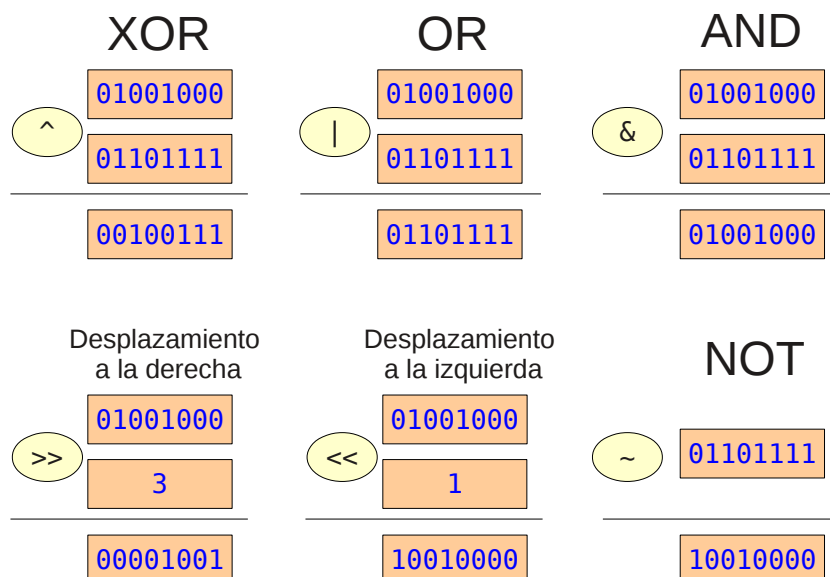 XOR OR AND
01001000 01001000 01001000
^ | &
01101111 01101111 01101111
00100111 01101111 01001000
Desplazamiento
a la derecha
Desplazamiento
a la izquierda
NOT
01001000 01001000
>> << ~ 01101111
3 1
00001001 10010000 10010000